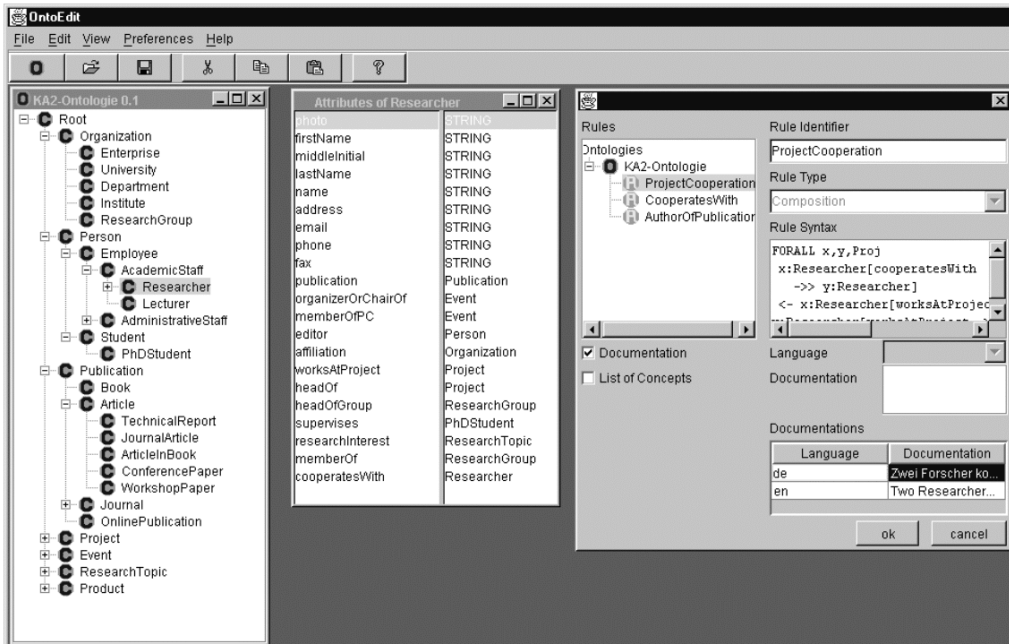 OntoEdit
File Edit View Preferences Help
KA2-Ontologie 0.1
Root
Organization
Enterprise
University
Department
Institute
ResearchGroup
Person
Employee
AcademicStaff
Researcher
Lecturer
AdministrativeStaff
Student
PhDStudent
Publication
Book
Article
TechnicalReport
JournalArticle
ArticleInBook
ConferencePaper
WorkshopPaper
Journal
OnlinePublication
Project
Event
ResearchTopic
Product
Attributes of Researcher
photo STRING
firstName STRING
middleInitial STRING
lastName STRING
name STRING
address STRING
email STRING
phone STRING
fax STRING
publication Publication
organizerOrChairOf Event
memberOfPC Event
editor Person
affiliation Organization
worksAtProject Project
headOf Project
headOfGroup ResearchGroup
supervises PhDStudent
researchInterest ResearchTopic
memberOf ResearchGroup
cooperatesWith Researcher
Rules
Ontologies
KA2-Ontologie
ProjectCooperation
CooperatesWith
AuthorOfPublication
Documentation
List of Concepts
Rule Identifier
ProjectCooperation
Rule Type
Composition
Rule Syntax
FORALL x,y,Proj
x:Researcher[cooperatesWith
->> y:Researcher]
<- x:Researcher[worksAtProjec
Language
Documentation
Documentations
Language Documentation
de Zwei Forscher ko...
en Two Researcher...
ok cancel